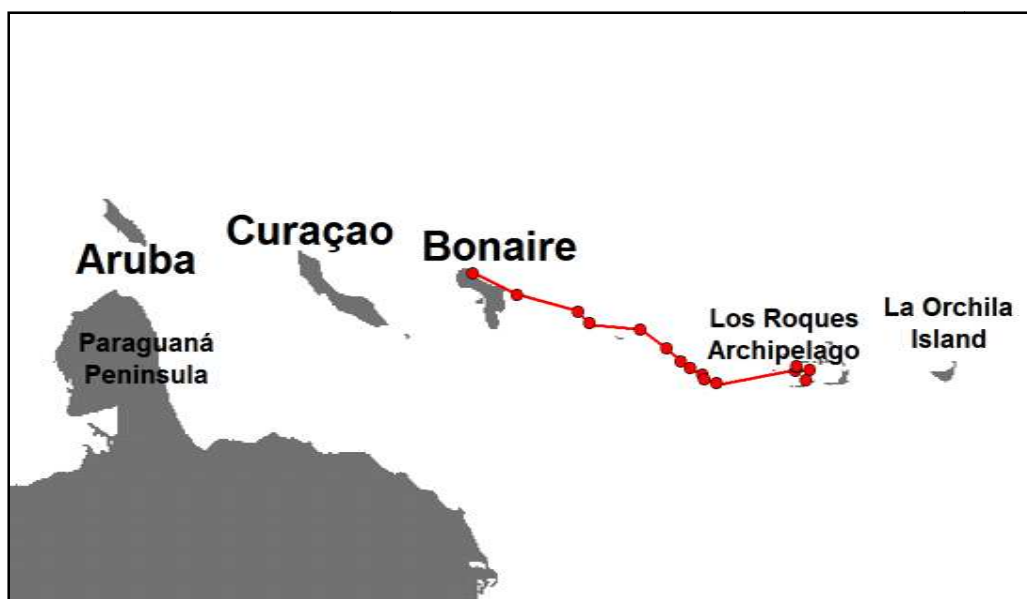 Curaçao
Bonaire
Aruba
La Orchila
Island
Los Roques
Archipelago
Paraguaná
Peninsula